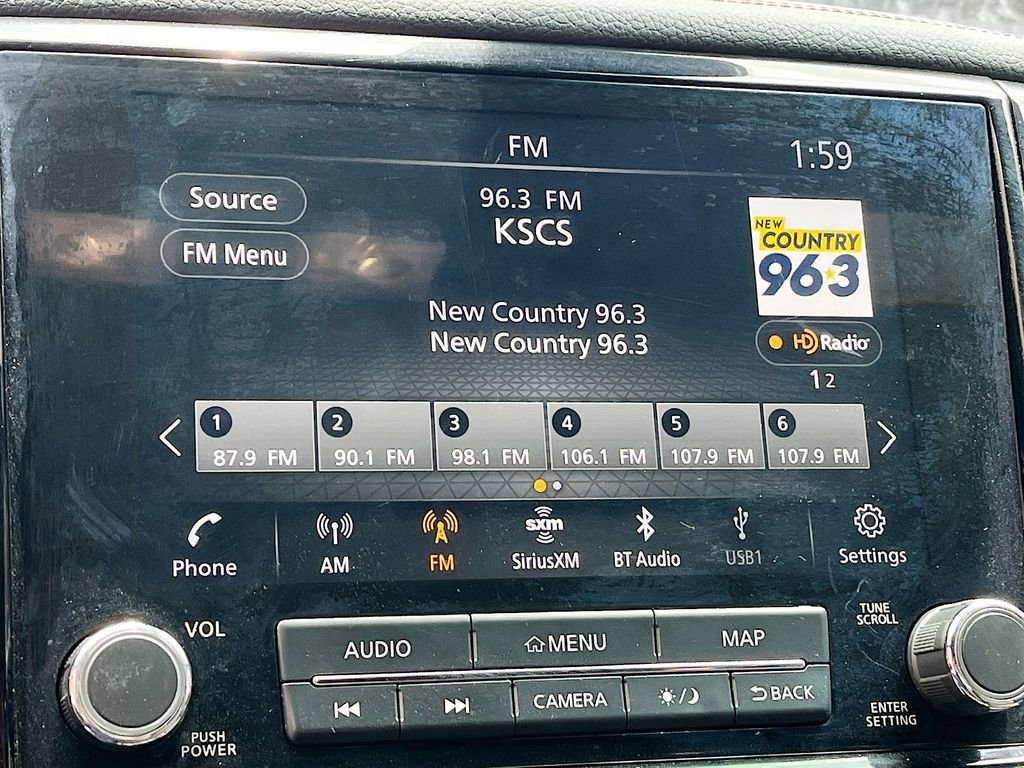 FM
1:59
Source
FM Menu
96.3 FM
KSCS
New Country 96.3
New Country 96.3
NEW
COUNTRY
96.3
HD Radio
1 2
1 2 3 4 5 6
87.9 FM 90.1 FM 98.1 FM 106.1 FM 107.9 FM 107.9 FM
sxm
Phone AM FM SiriusXM BT Audio USB1 Settings
VOL
PUSH
POWER
AUDIO MENU MAP
CAMERA BACK
TUNE
SCROLL
ENTER
SETTING